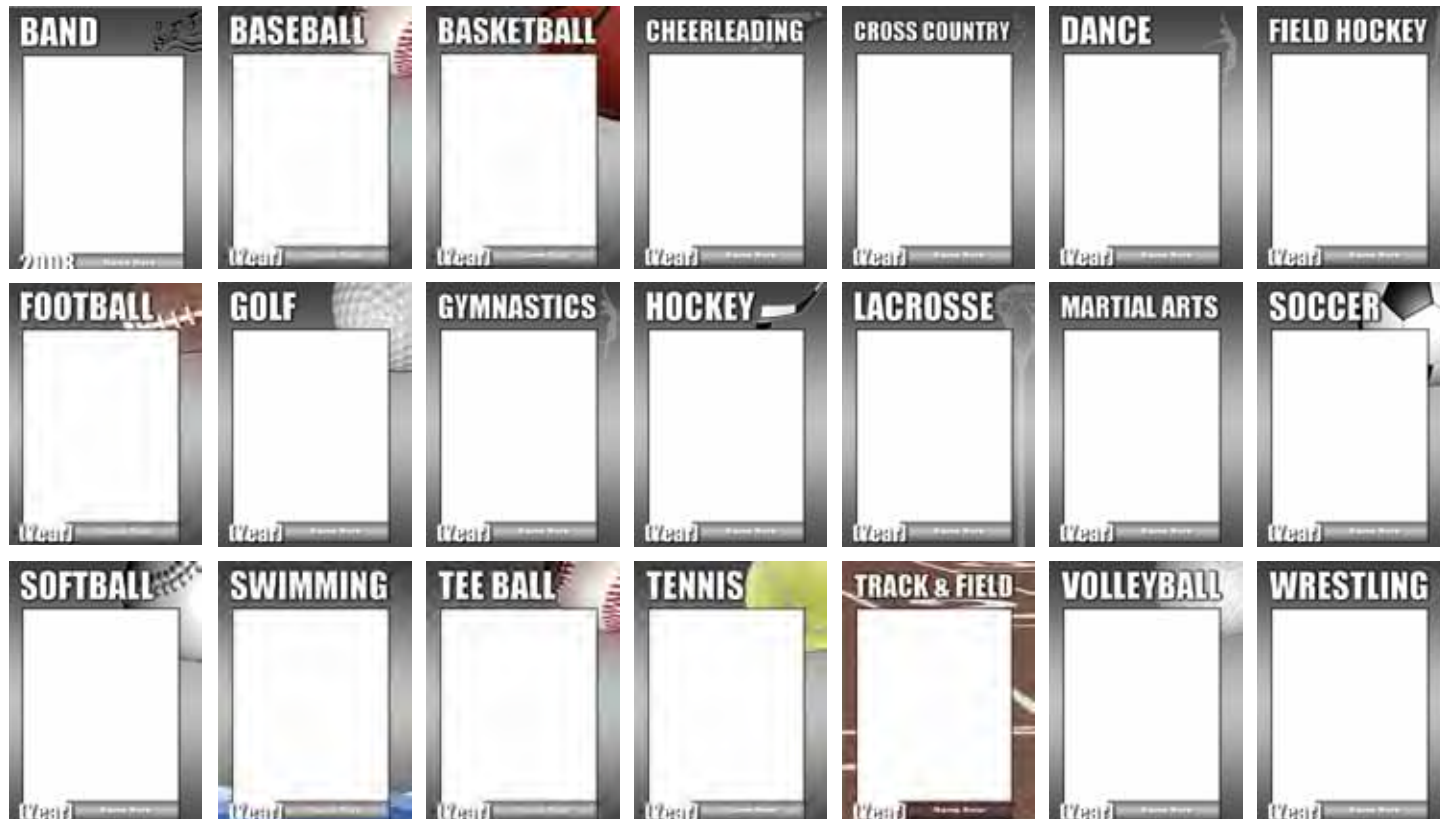 BAND
BASEBALL
BASKETBALL
CHEERLEADING
CROSS COUNTRY
DANCE
FIELD HOCKEY
2008
[Year]
[Year]
[Year]
[Year]
[Year]
[Year]
FOOTBALL
GOLF
GYMNASTICS
HOCKEY
LACROSSE
MARTIAL ARTS
SOCCER
[Year]
[Year]
[Year]
[Year]
[Year]
[Year]
[Year]
SOFTBALL
SWIMMING
TEE BALL
TENNIS
TRACK & FIELD
VOLLEYBALL
WRESTLING
[Year]
[Year]
[Year]
[Year]
[Year]
[Year]
[Year]